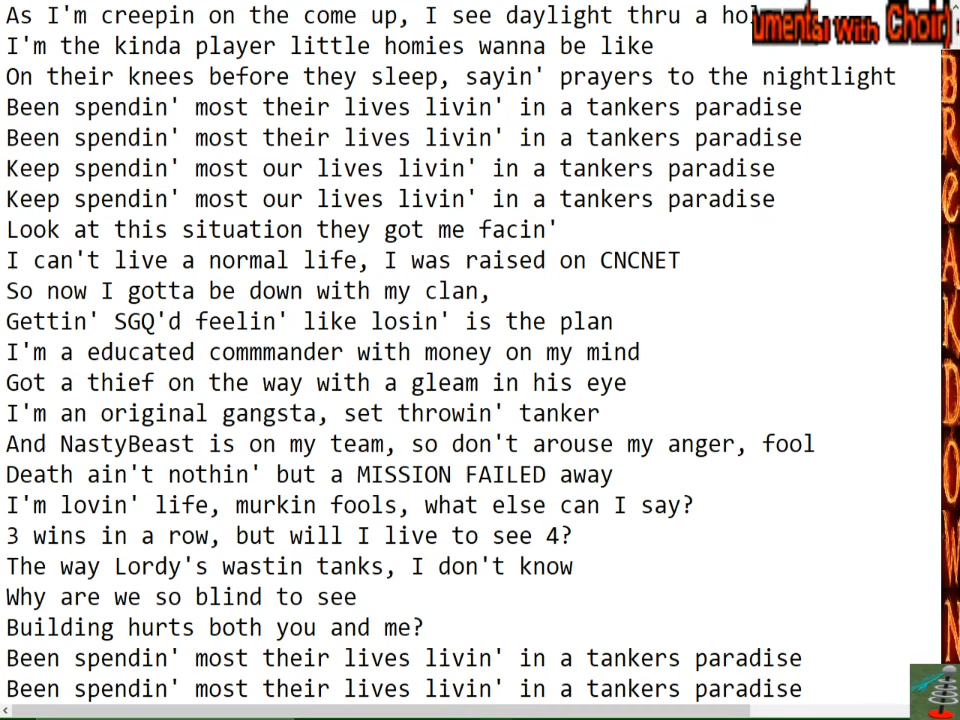 As I'm creepin on the come up, I see daylight thru a
I'm the kinda player little homies wanna be like
On their knees before they sleep, sayin' prayers to the nightlight
Been spendin' most their lives livin' in a tankers paradise
Been spendin' most their lives livin' in a tankers paradise
Keep spendin' most our lives livin' in a tankers paradise
Keep spendin' most our lives livin' in a tankers paradise
Look at this situation they got me facin'
I can't live a normal life, I was raised on CNCNET
So now I gotta be down with my clan,
Gettin' SGQ'd feelin' like losin' is the plan
I'm a educated commmander with money on my mind
Got a thief on the way with a gleam in his eye
I'm an original gangsta, set throwin' tanker
And NastyBeast is on my team, so don't arouse my anger, fool
Death ain't nothin' but a MISSION FAILED away
I'm lovin' life, murkin fools, what else can I say?
3 wins in a row, but will I live to see 4?
The way Lordy's wastin tanks, I don't know
Why are we so blind to see
Building hurts both you and me?
Been spendin' most their lives livin' in a tankers paradise
Been spendin' most their lives livin' in a tankers paradise
With Choir)
BReAKDOWN